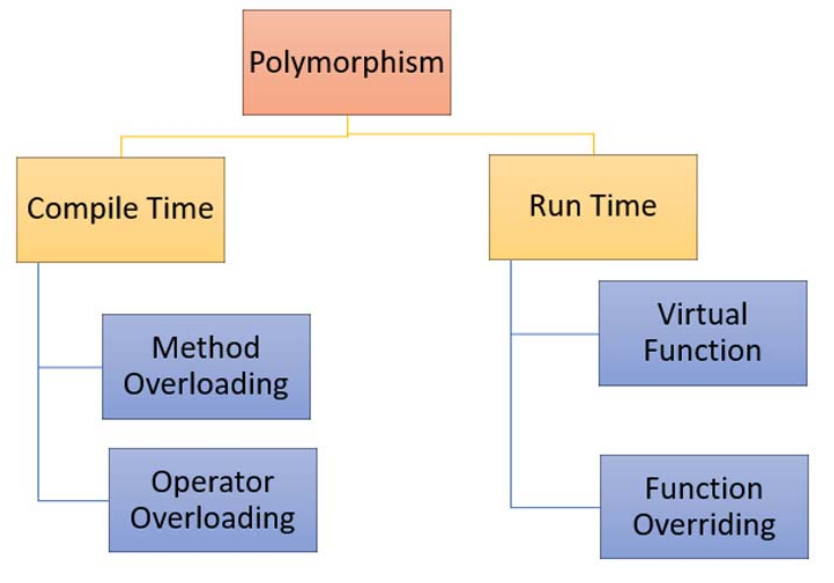 Polymorphism
Compile Time
Run Time
Method
Overloading
Operator
Overloading
Virtual
Function
Function
Overriding